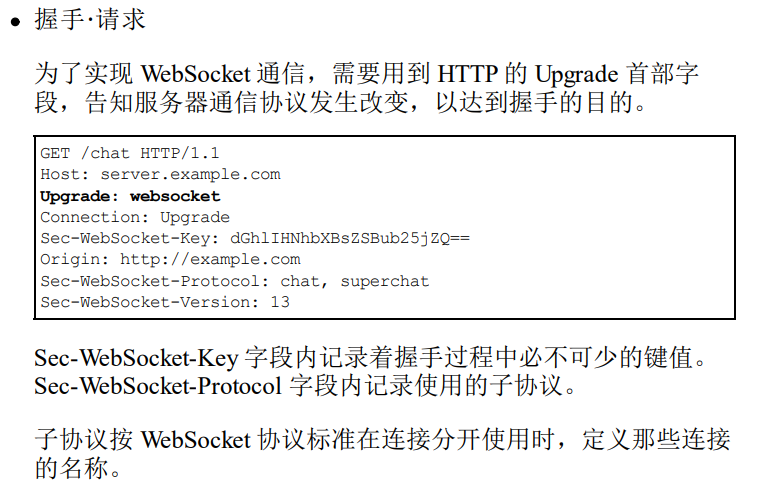 ● 握手·请求
为了实现 WebSocket 通信，需要用到 HTTP 的 Upgrade 首部字
段，告知服务器通信协议发生改变，以达到握手的目的。
GET /chat HTTP/1.1
Host: server.example.com
Upgrade: websocket
Connection: Upgrade
Sec-WebSocket-Key: dGhlIHNhbXBsZSBub25jZQ==
Origin: http://example.com
Sec-WebSocket-Protocol: chat, superchat
Sec-WebSocket-Version: 13
Sec-WebSocket-Key 字段内记录着握手过程中必不可少的键值。
Sec-WebSocket-Protocol 字段内记录使用的子协议。
子协议按 WebSocket 协议标准在连接分开使用时，定义那些连接
的名称。